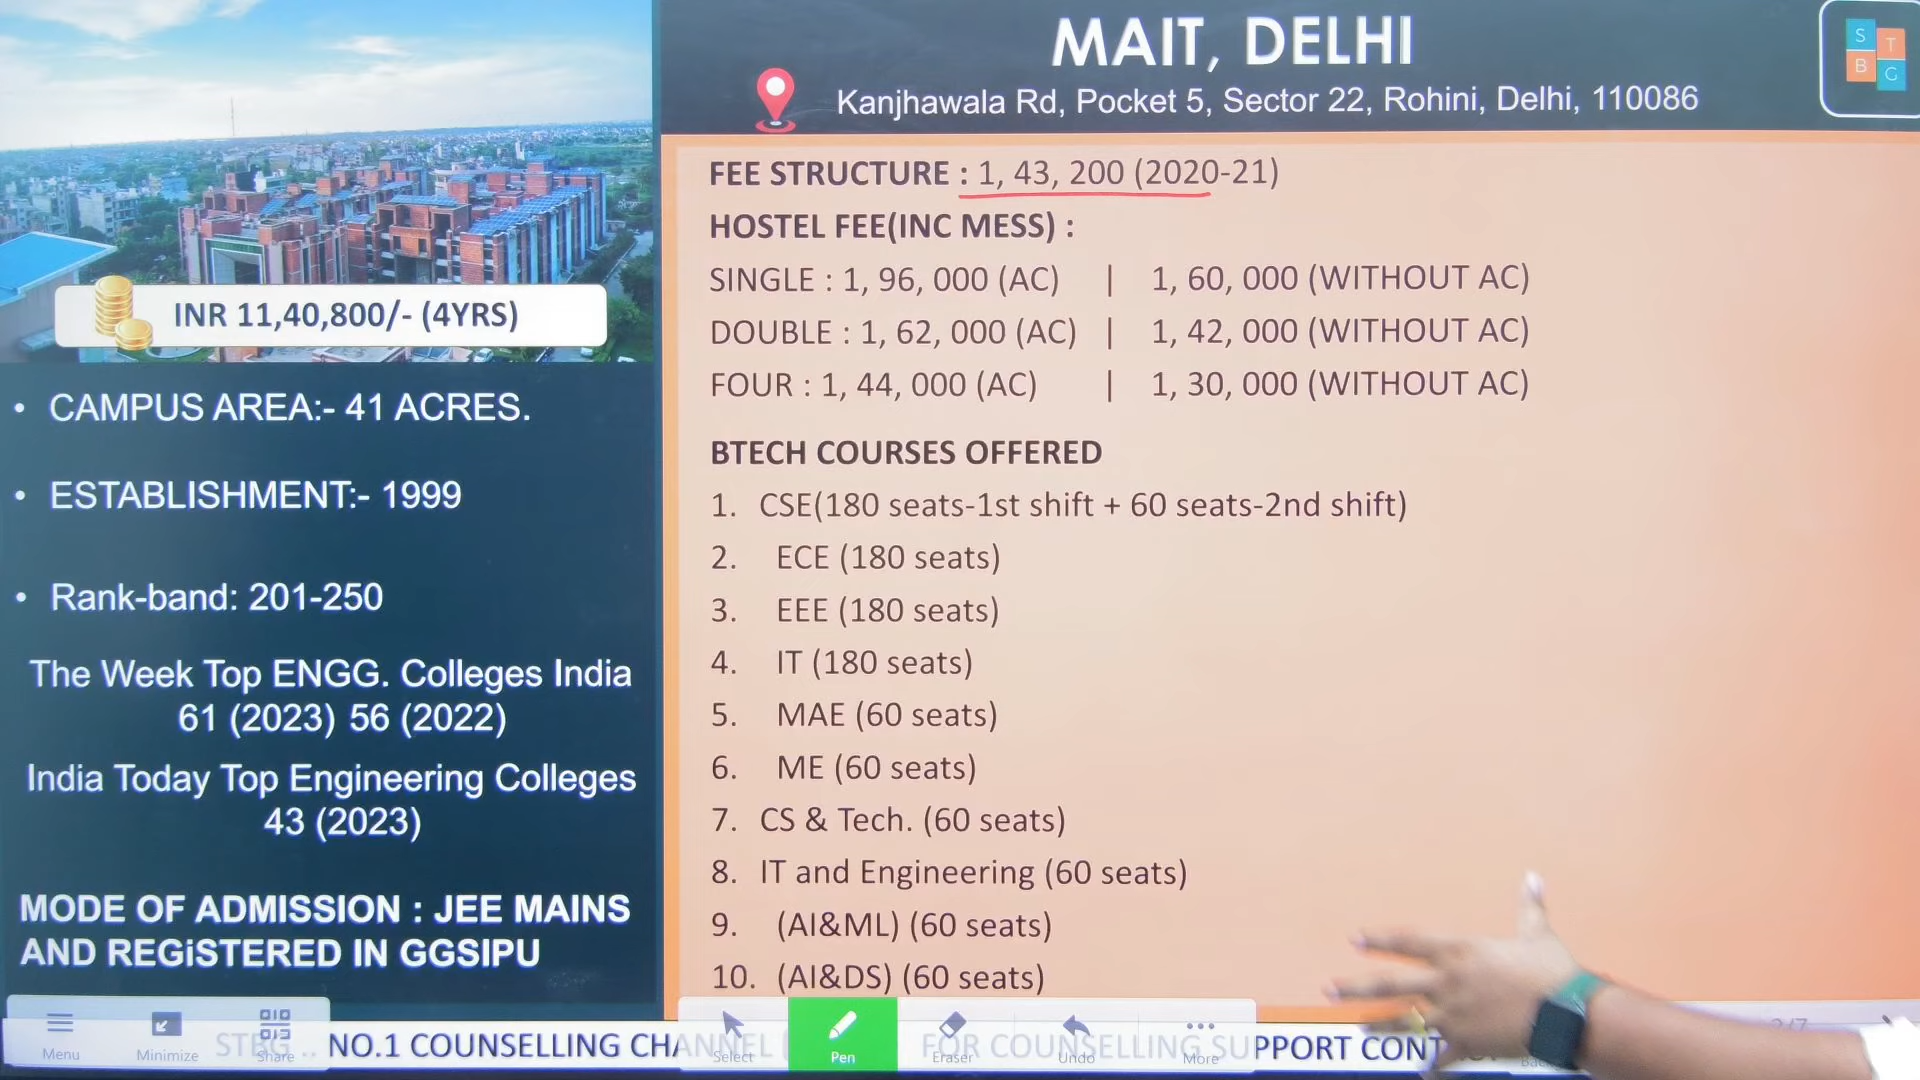 MAIT, DELHI
Kanjhawala Rd, Pocket 5, Sector 22, Rohini, Delhi, 110086
S T
B G
INR 11,40,800/- (4YRS)
• CAMPUS AREA:- 41 ACRES.
• ESTABLISHMENT:- 1999
• Rank-band: 201-250
The Week Top ENGG. Colleges India
61 (2023) 56 (2022)
India Today Top Engineering Colleges
43 (2023)
MODE OF ADMISSION : JEE MAINS
AND REGiSTERED IN GGSIPU
FEE STRUCTURE : 1, 43, 200 (2020-21)
HOSTEL FEE(INC MESS) :
SINGLE : 1, 96, 000 (AC) | 1, 60, 000 (WITHOUT AC)
DOUBLE : 1, 62, 000 (AC) | 1, 42, 000 (WITHOUT AC)
FOUR : 1, 44, 000 (AC) | 1, 30, 000 (WITHOUT AC)
BTECH COURSES OFFERED
1. CSE(180 seats-1st shift + 60 seats-2nd shift)
2. ECE (180 seats)
3. EEE (180 seats)
4. IT (180 seats)
5. MAE (60 seats)
6. ME (60 seats)
7. CS & Tech. (60 seats)
8. IT and Engineering (60 seats)
9. (AI&ML) (60 seats)
10. (AI&DS) (60 seats)
NO.1 COUNSELLING CHANNEL FOR COUNSELLING SUPPORT
Menu Minimize Share Select Pen Eraser Undo More